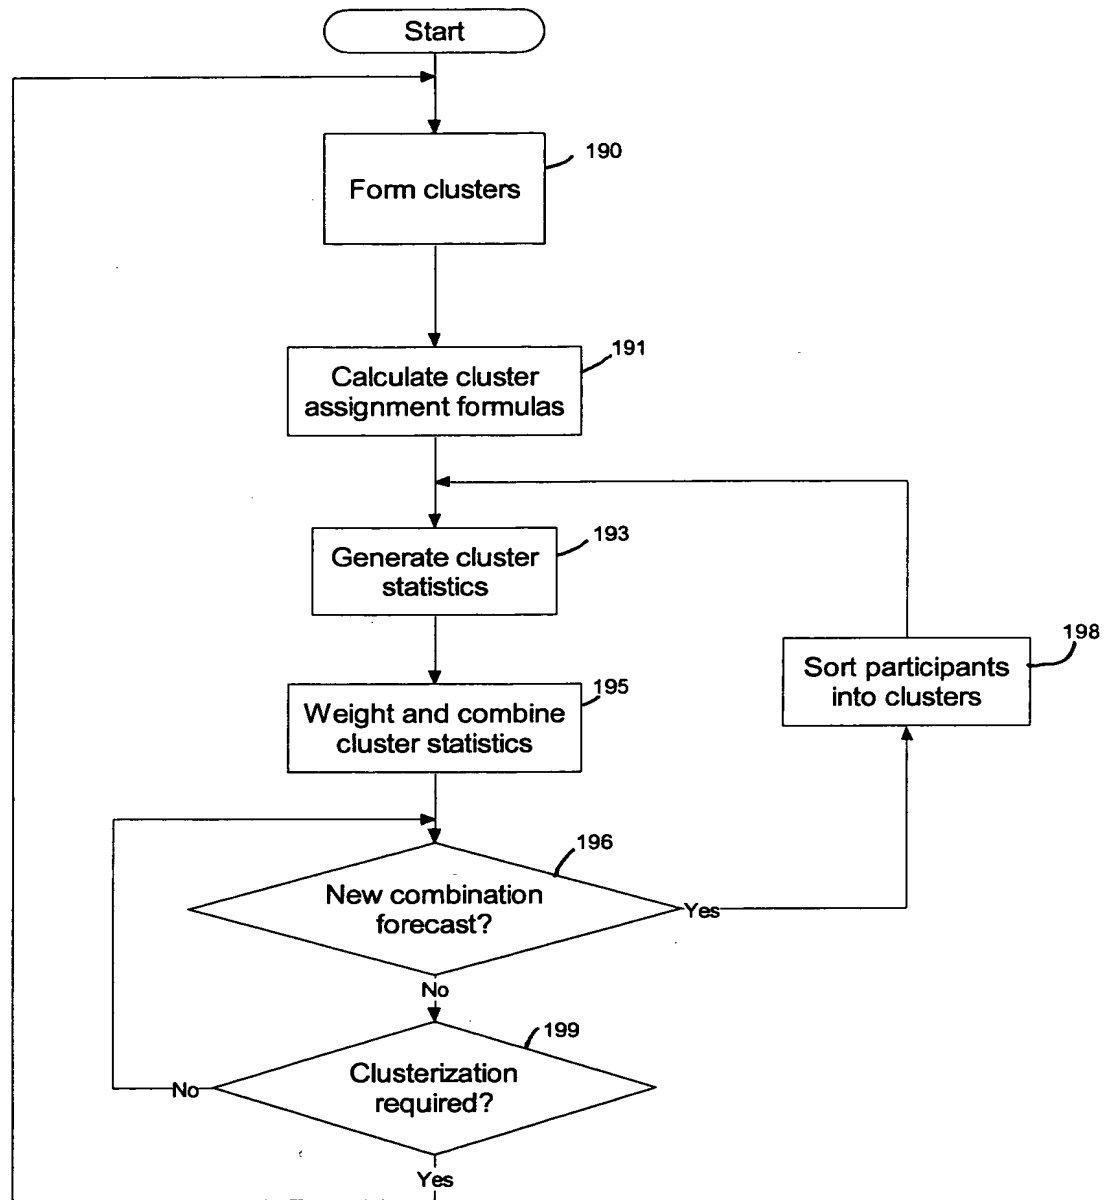 Start
190
Form clusters
191
Calculate cluster
assignment formulas
193
Generate cluster
statistics
198
Sort participants
into clusters
195
Weight and combine
cluster statistics
196
New combination
forecast?
Yes
No
199
Clusterization
required?
No
Yes